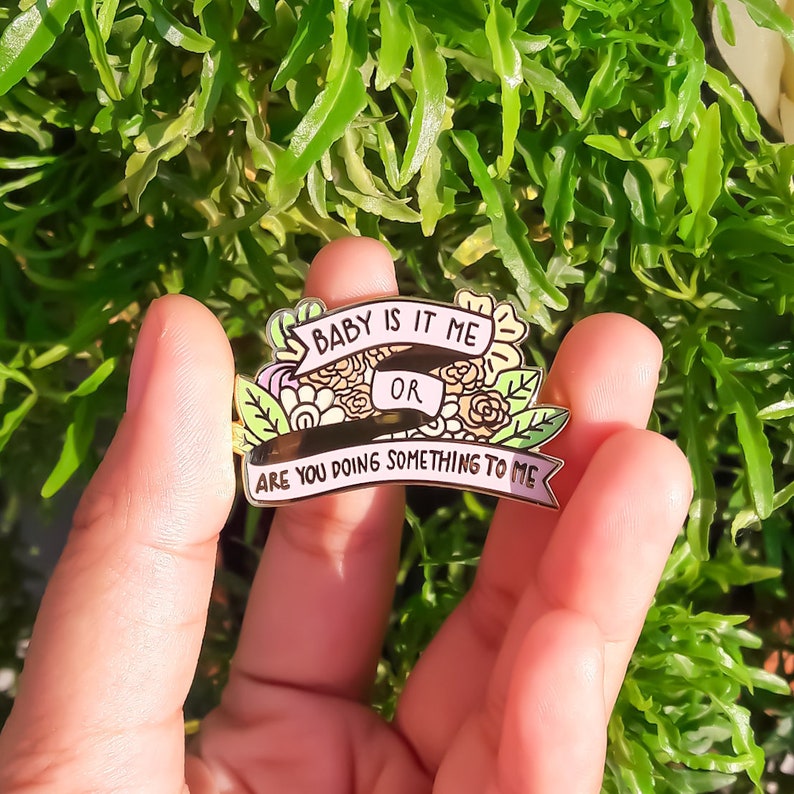 BABY IS IT ME
OR
ARE YOU DOING SOMETHING TO ME